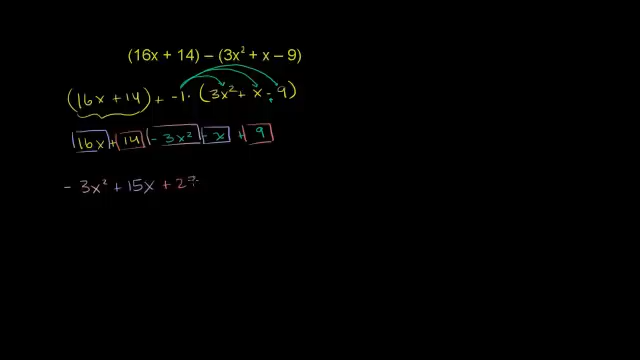 (16x + 14) – (3x² + x – 9)
(16x + 14) + -1 · (3x² + x - 9)
16x + 14 - 3x² - x + 9
- 3x² + 15x + 2